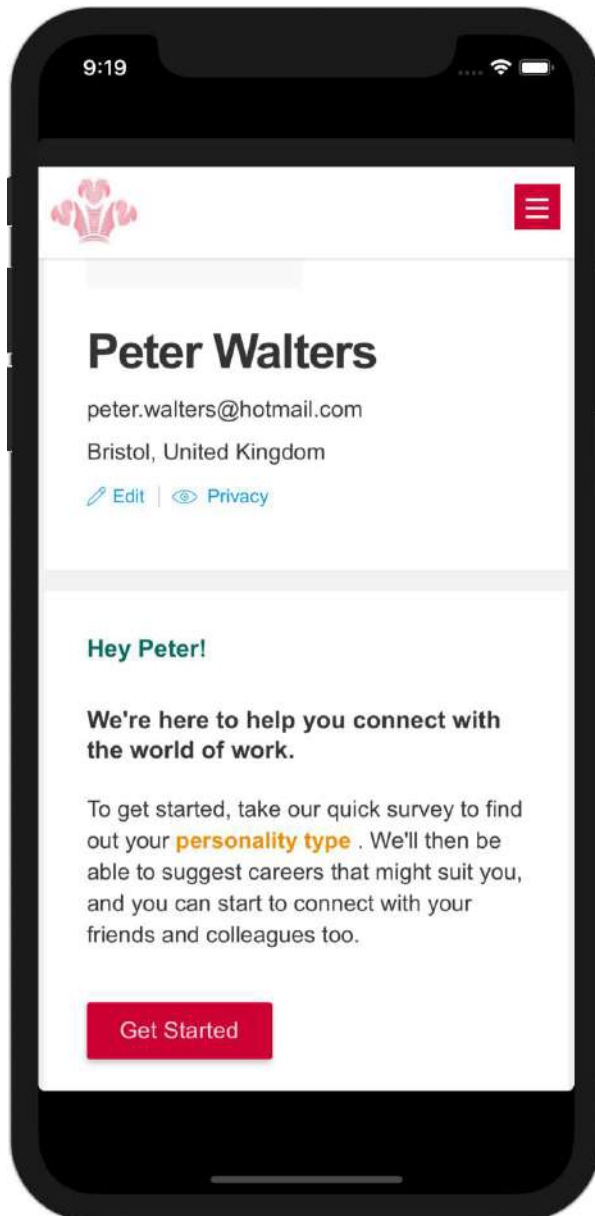 9:19
Peter Walters
peter.walters@hotmail.com
Bristol, United Kingdom
Edit | Privacy
Hey Peter!
We're here to help you connect with
the world of work.
To get started, take our quick survey to find
out your personality type . We'll then be
able to suggest careers that might suit you,
and you can start to connect with your
friends and colleagues too.
Get Started